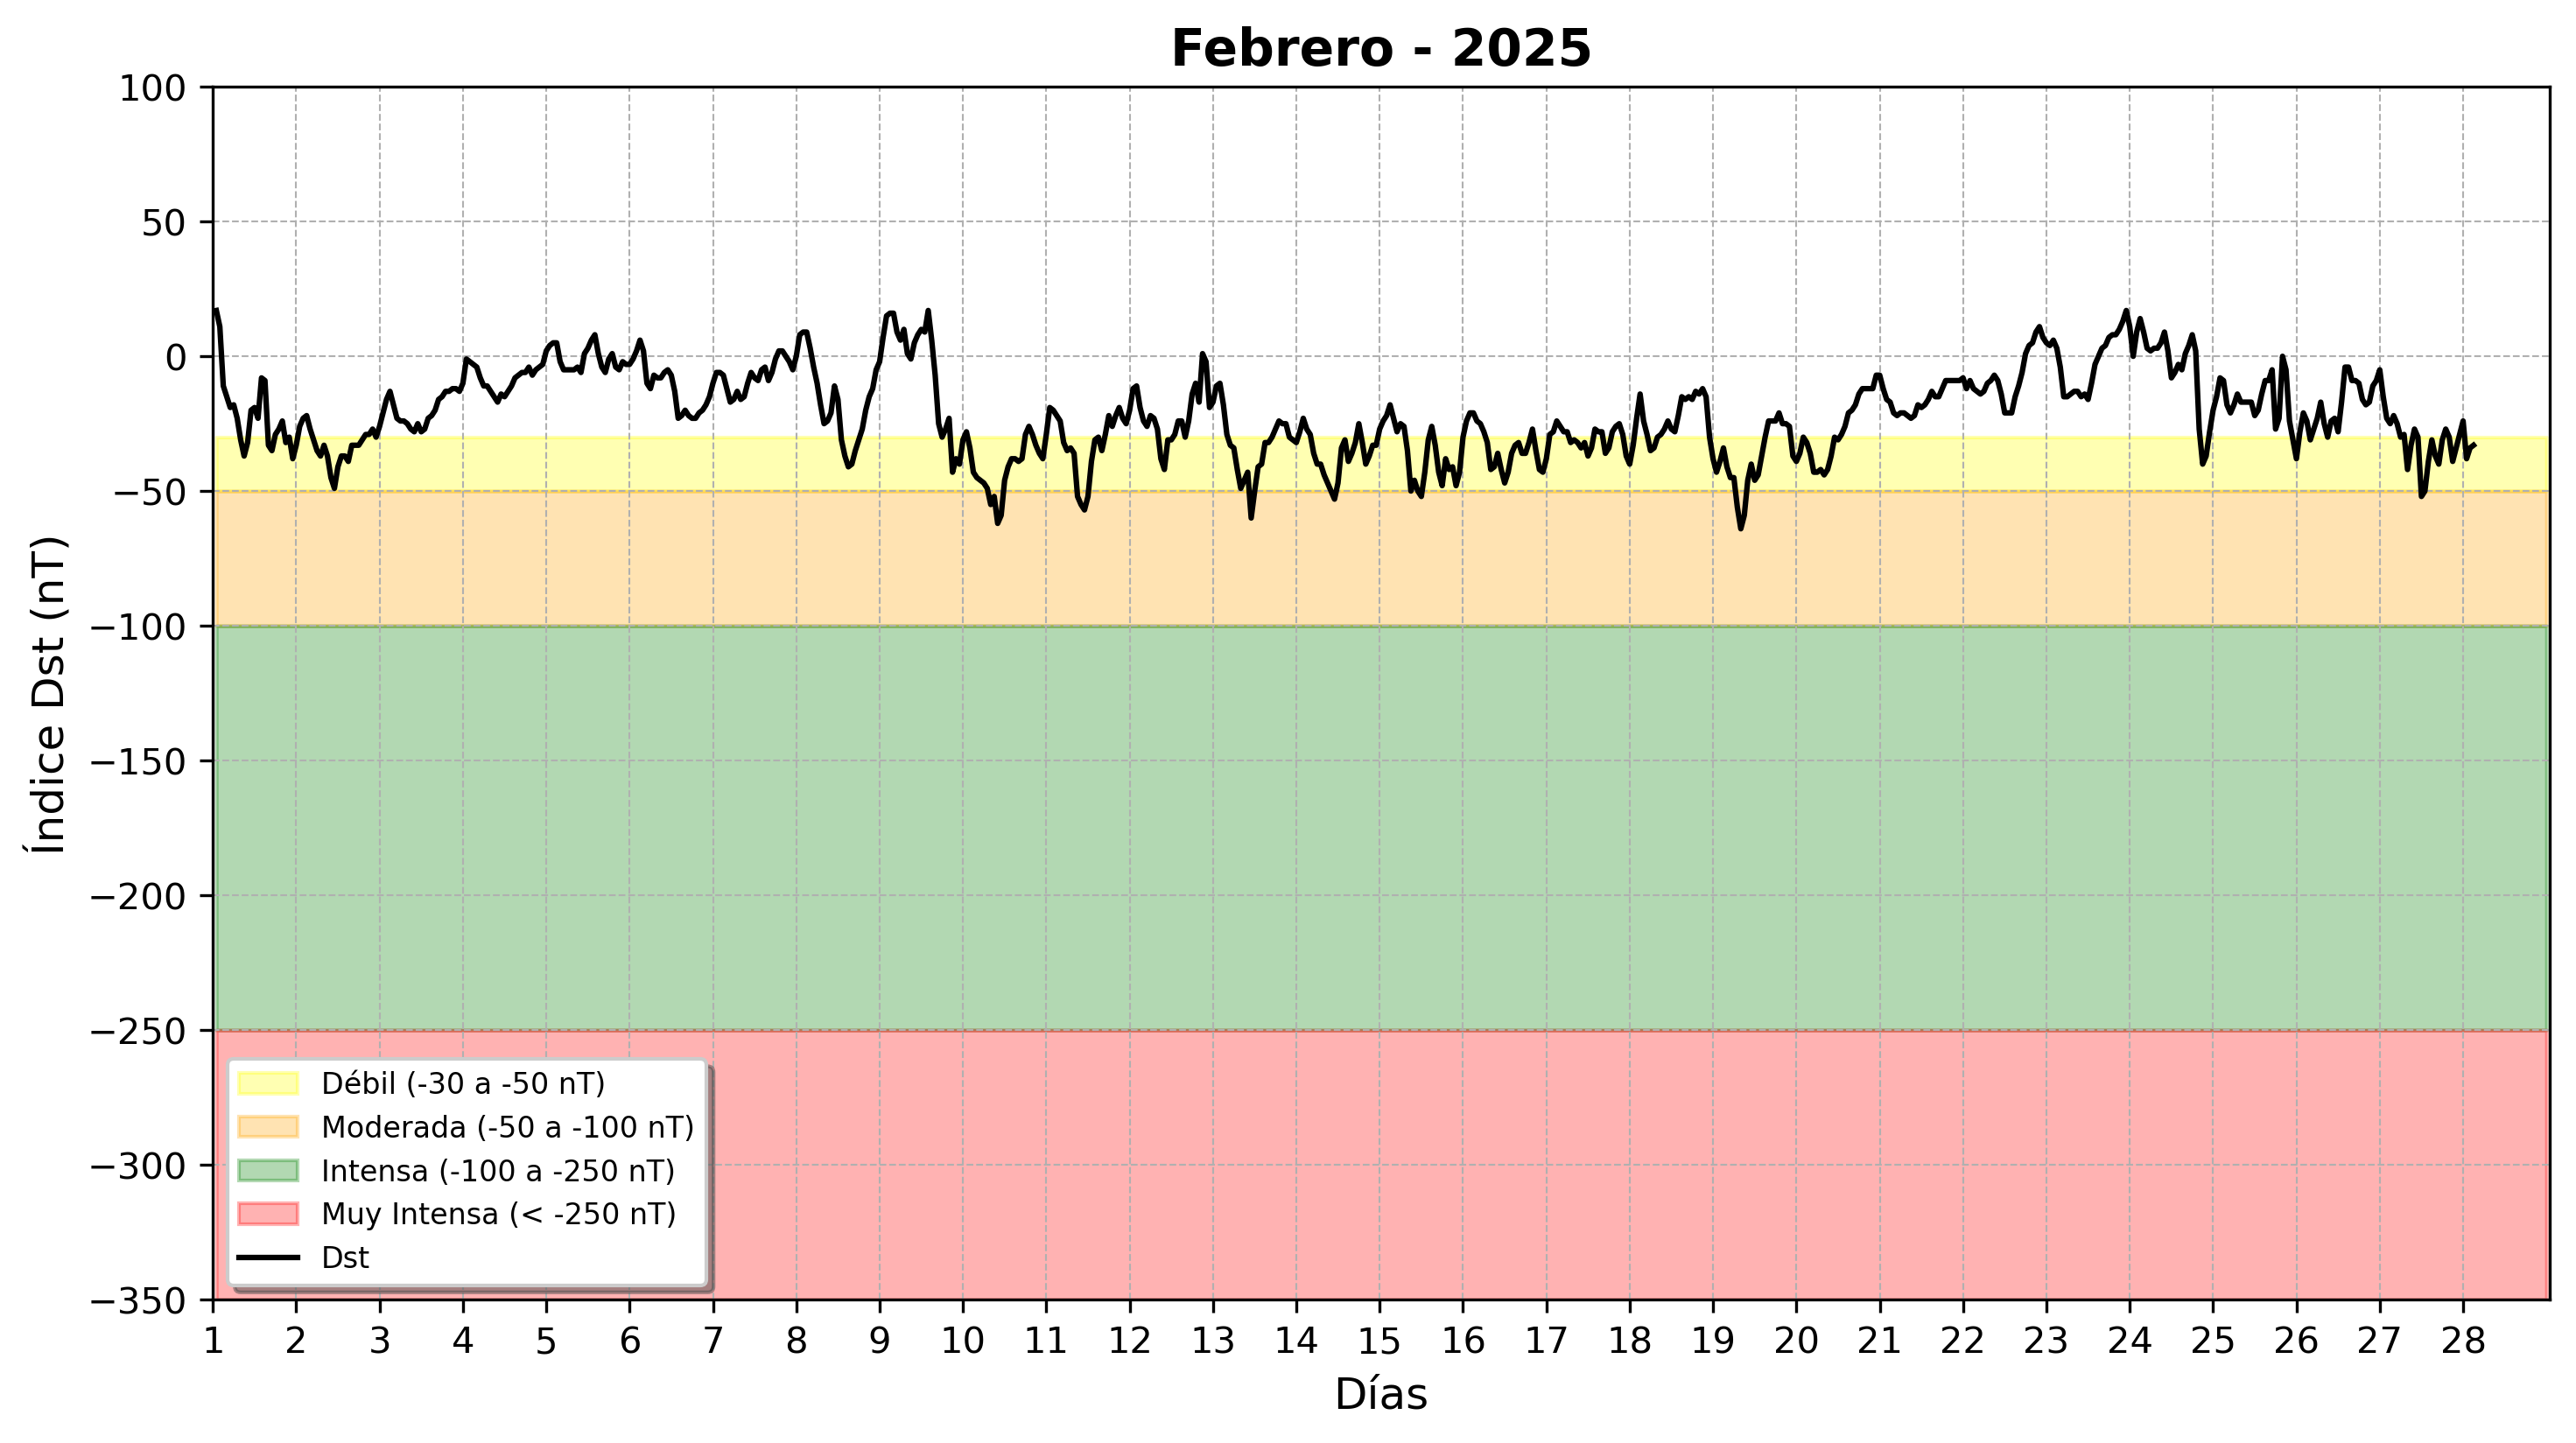 Febrero - 2025
100
50
0
−50
−100
−150
−200
−250
−300
−350
Índice Dst (nT)
Débil (-30 a -50 nT)
Moderada (-50 a -100 nT)
Intensa (-100 a -250 nT)
Muy Intensa (< -250 nT)
Dst
1 2 3 4 5 6 7 8 9 10 11 12 13 14 15 16 17 18 19 20 21 22 23 24 25 26 27 28
Días